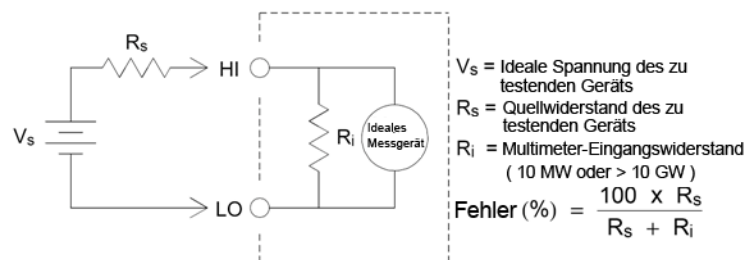 Rs
HI
Vs
Ri
Ideales
Messgerät
LO
Vs = Ideale Spannung des zu
testenden Geräts
Rs = Quellwiderstand des zu
testenden Geräts
Ri = Multimeter-Eingangswiderstand
( 10 MW oder > 10 GW )
Fehler (%) = 100 x Rs
Rs + Ri